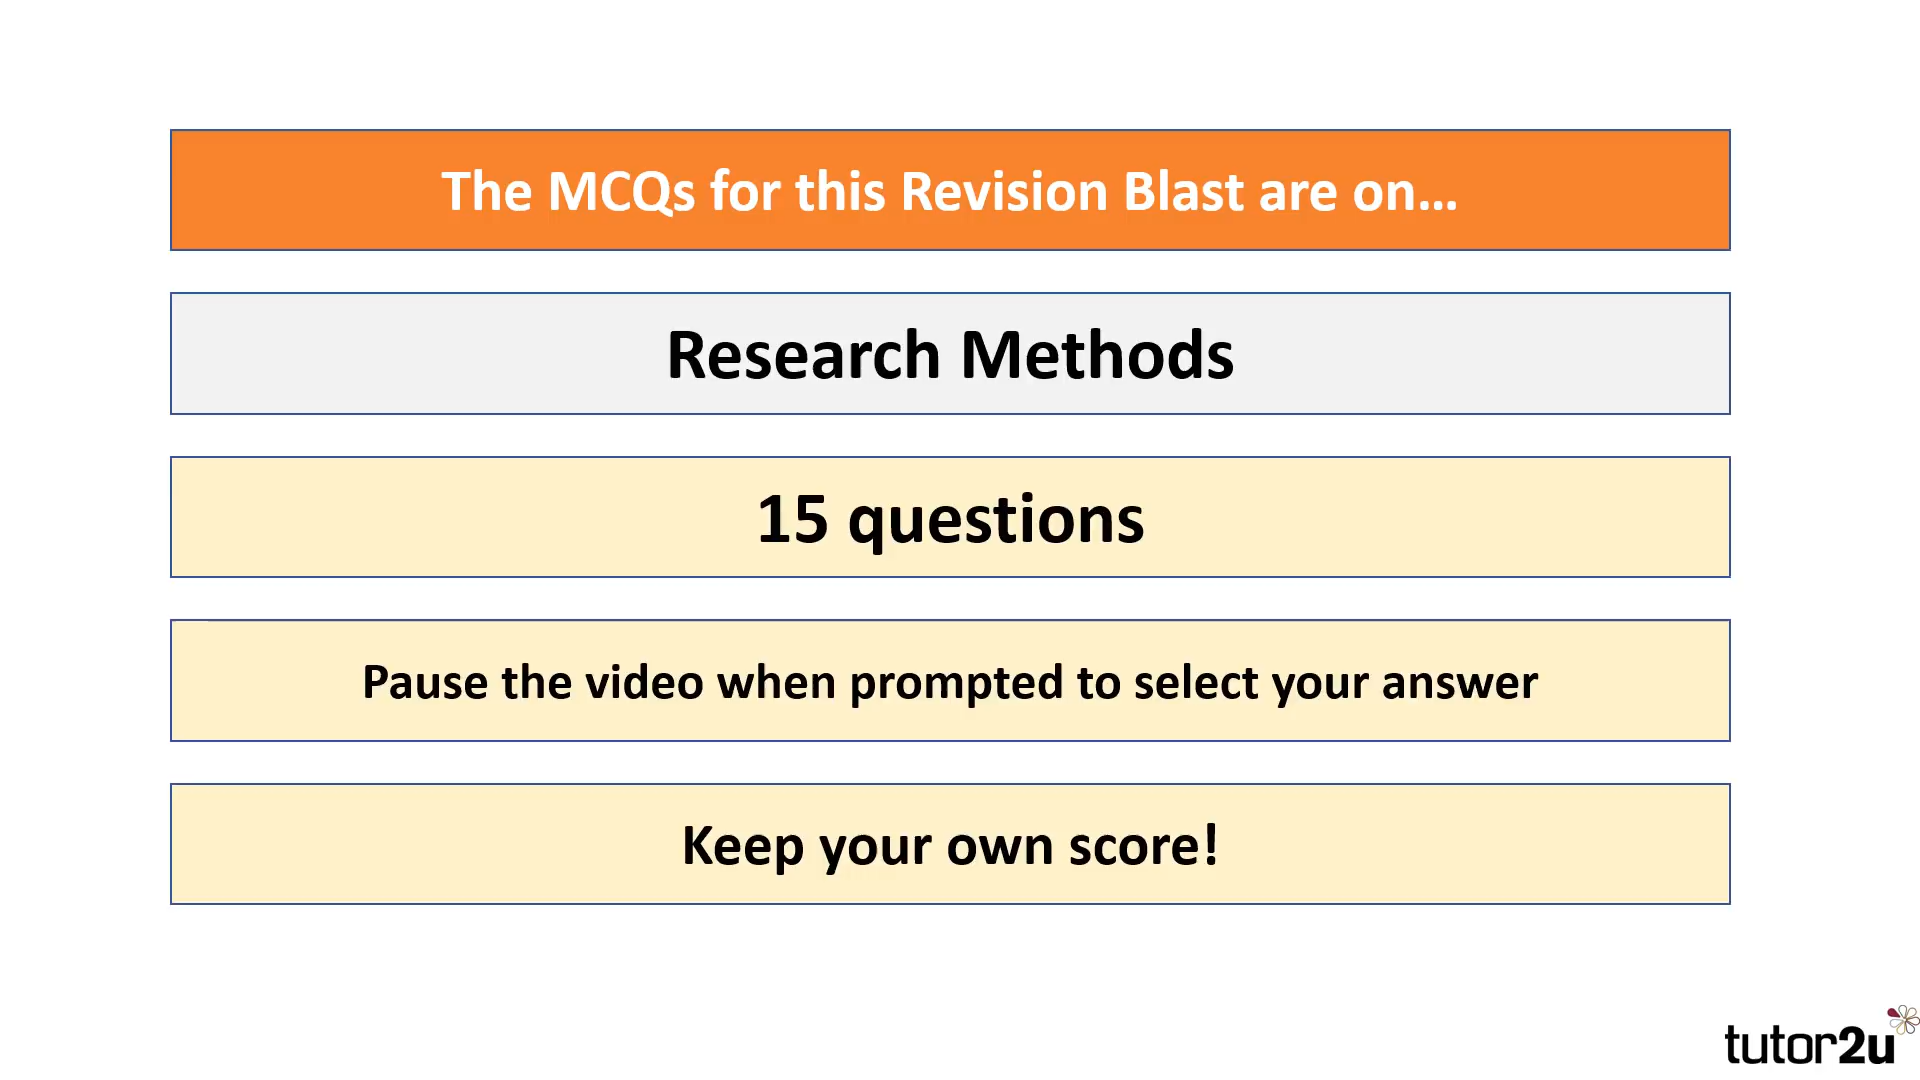 The MCQs for this Revision Blast are on...
Research Methods
15 questions
Pause the video when prompted to select your answer
Keep your own score!
tutor2u